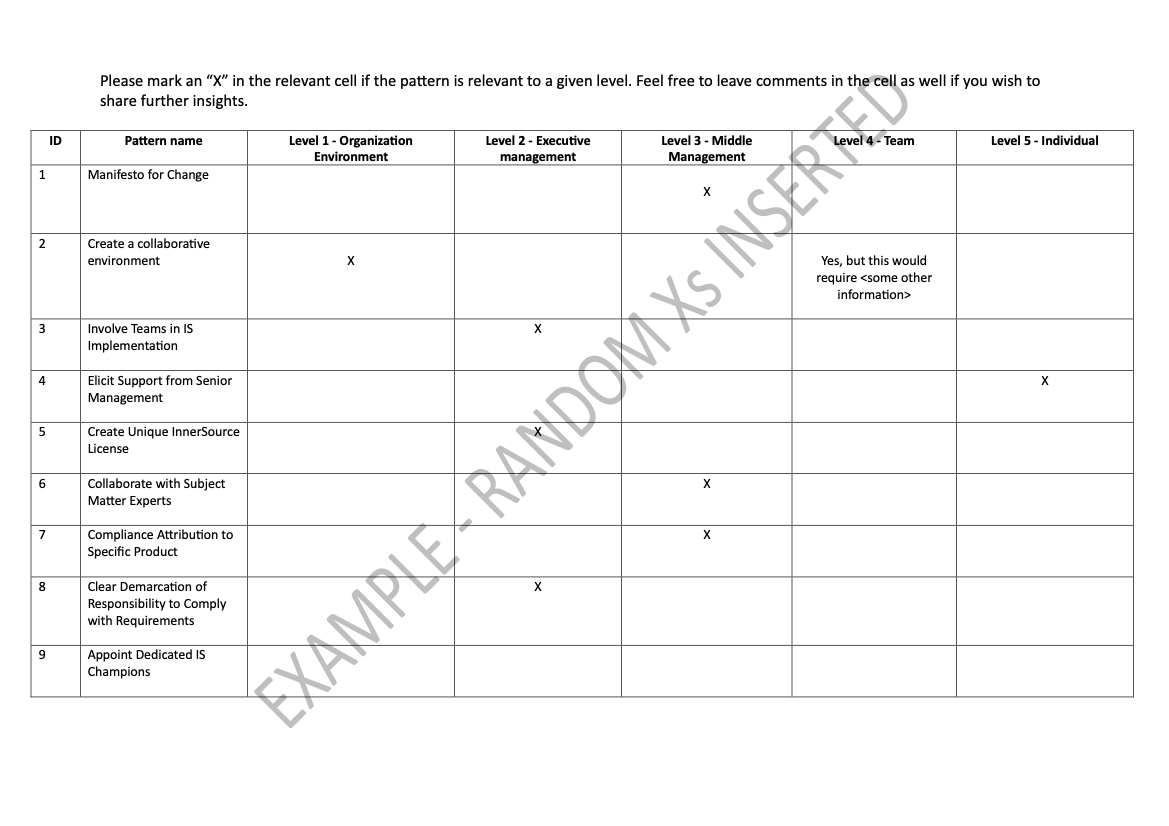 Please mark an “X” in the relevant cell if the pattern is relevant to a given level. Feel free to leave comments in the cell as well if you wish to
share further insights.
ID Pattern name Level 1 - Organization Environment Level 2 - Executive management Level 3 - Middle Management Level 4 - Team Level 5 - Individual
1 Manifesto for Change X
2 Create a collaborative environment X Yes, but this would require <some other information>
3 Involve Teams in IS Implementation X
4 Elicit Support from Senior Management X
5 Create Unique InnerSource License X
6 Collaborate with Subject Matter Experts X
7 Compliance Attribution to Specific Product X
8 Clear Demarcation of Responsibility to Comply with Requirements X
9 Appoint Dedicated IS Champions
EXAMPLE - RANDOM Xs INSERTED